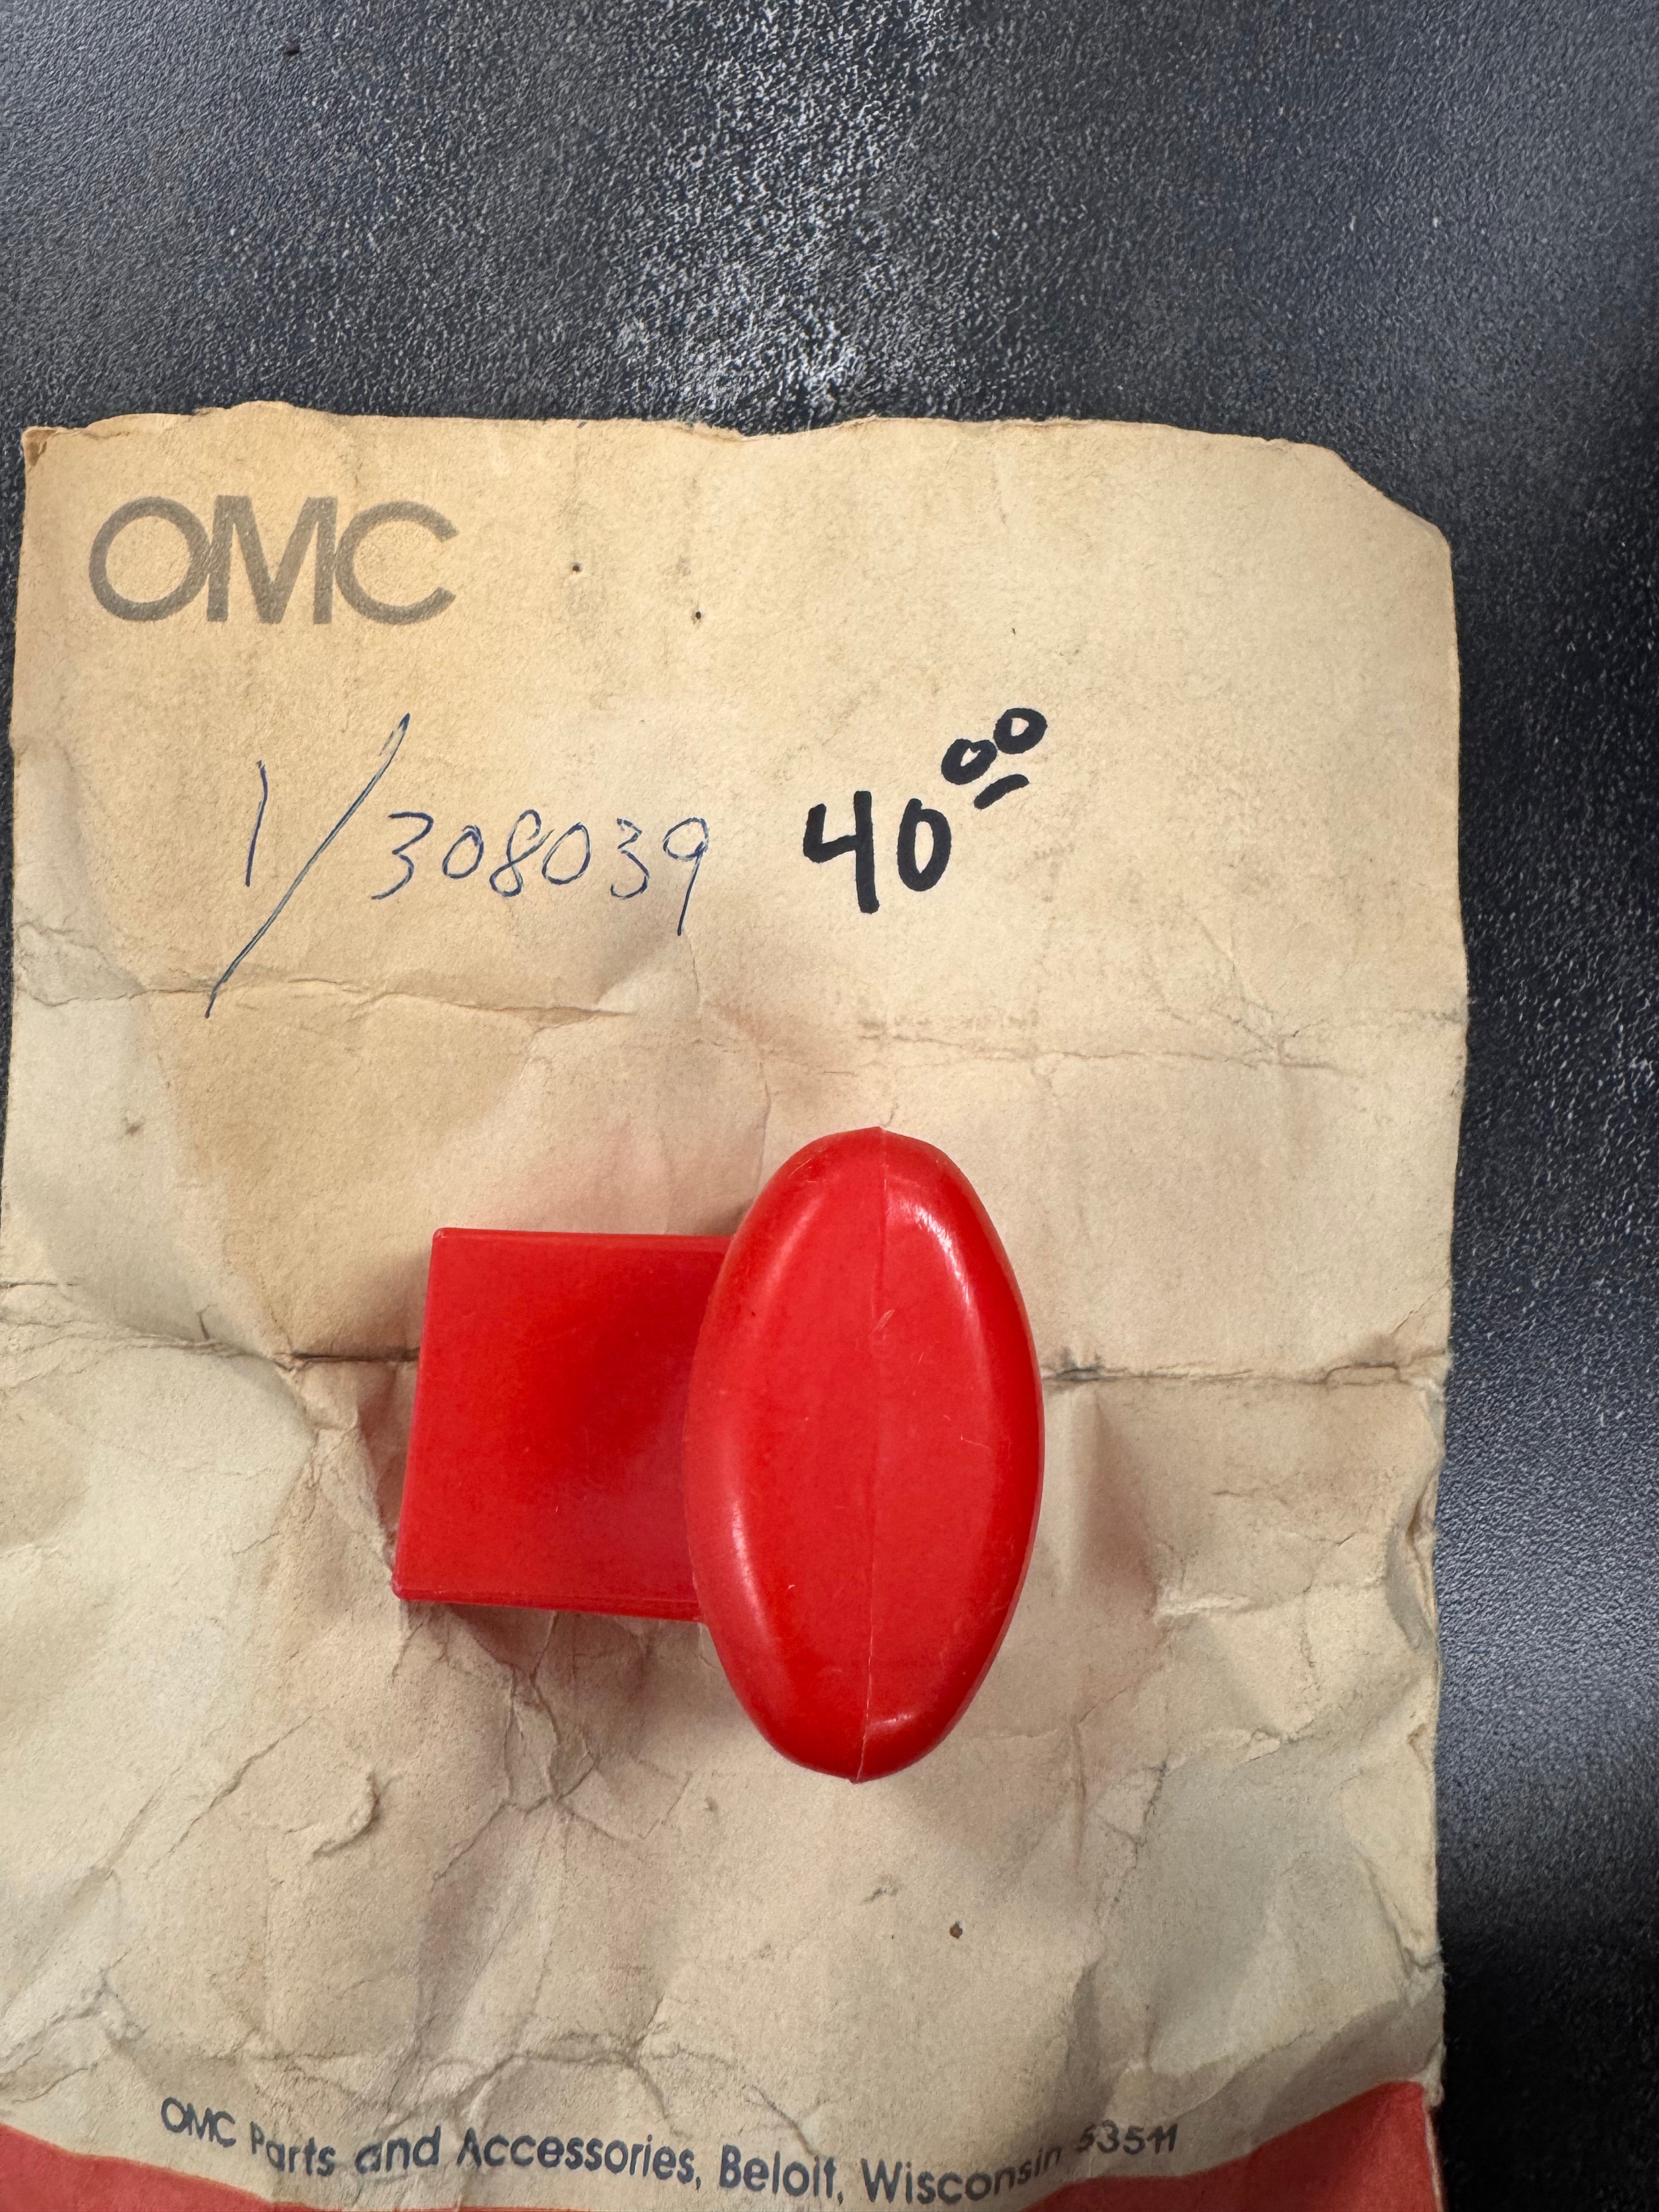 OMC
1/308039 40⁰⁰
OMC Parts and Accessories, Beloit, Wisconsin 53511